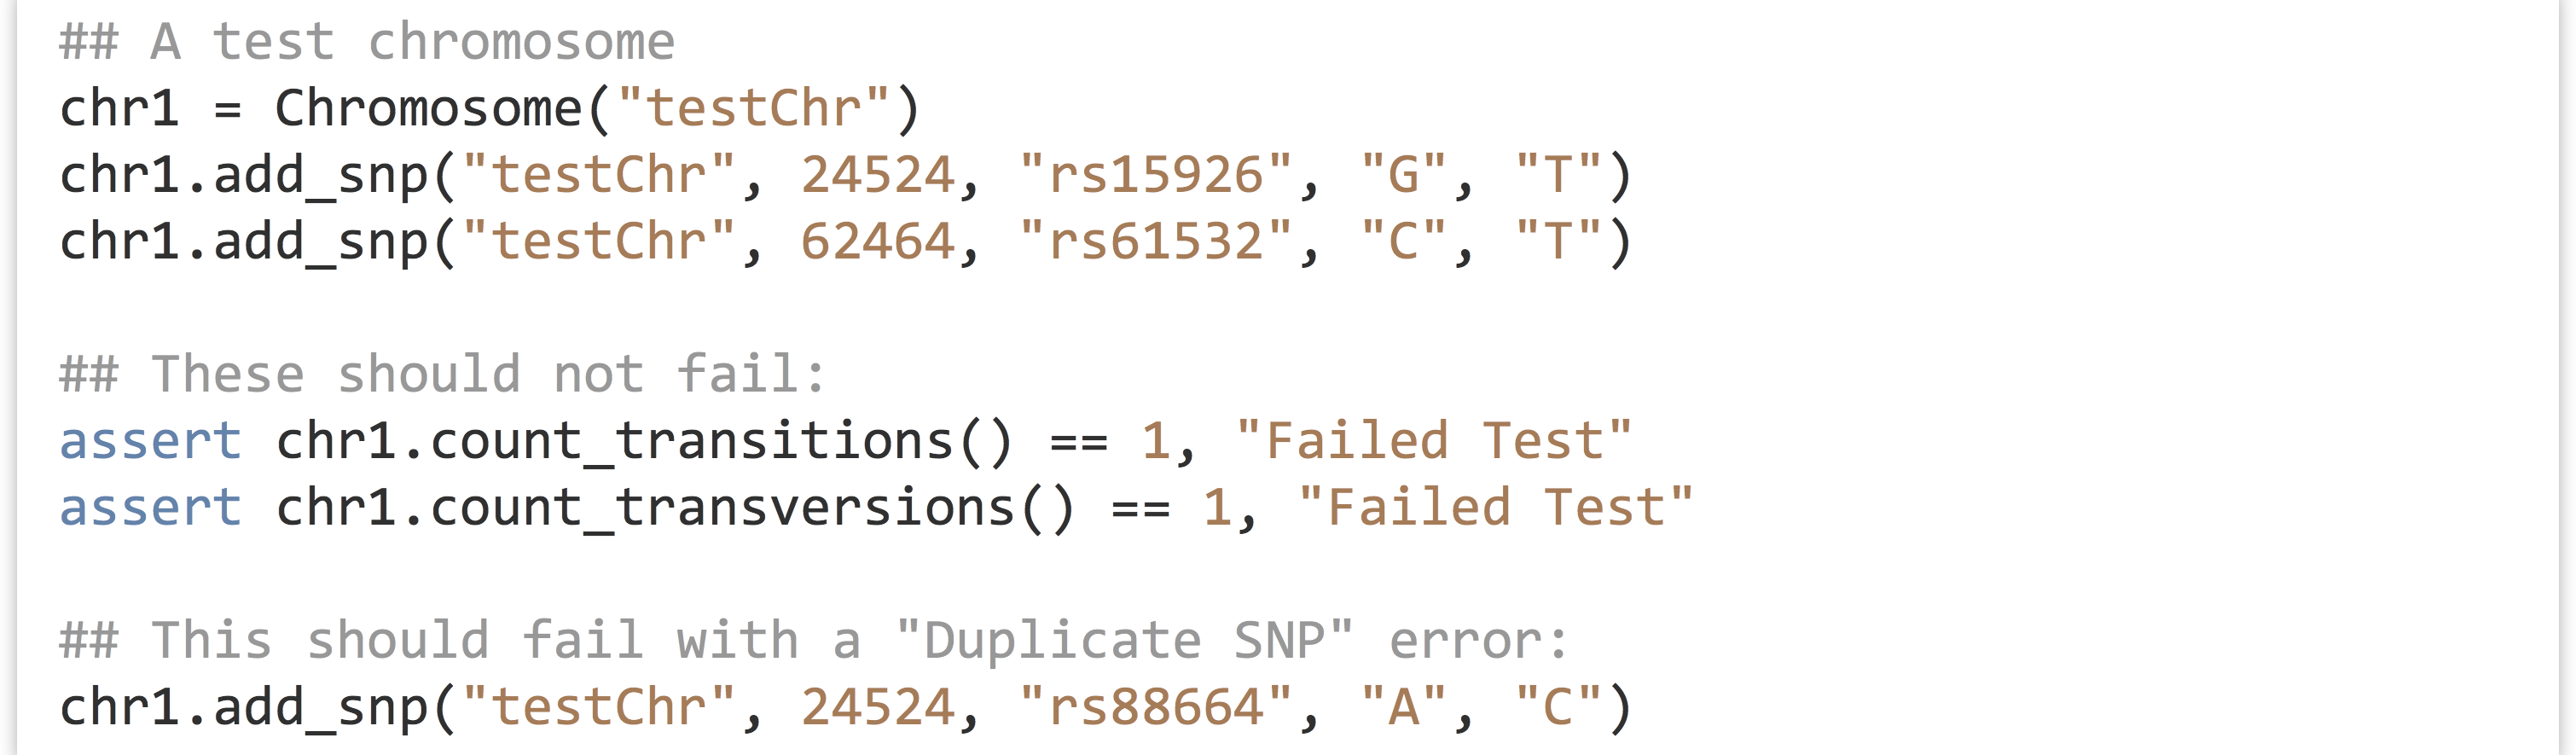 ## A test chromosome
chr1 = Chromosome("testChr")
chr1.add_snp("testChr", 24524, "rs15926", "G", "T")
chr1.add_snp("testChr", 62464, "rs61532", "C", "T")
## These should not fail:
assert chr1.count_transitions() == 1, "Failed Test"
assert chr1.count_transversions() == 1, "Failed Test"
## This should fail with a "Duplicate SNP" error:
chr1.add_snp("testChr", 24524, "rs88664", "A", "C")